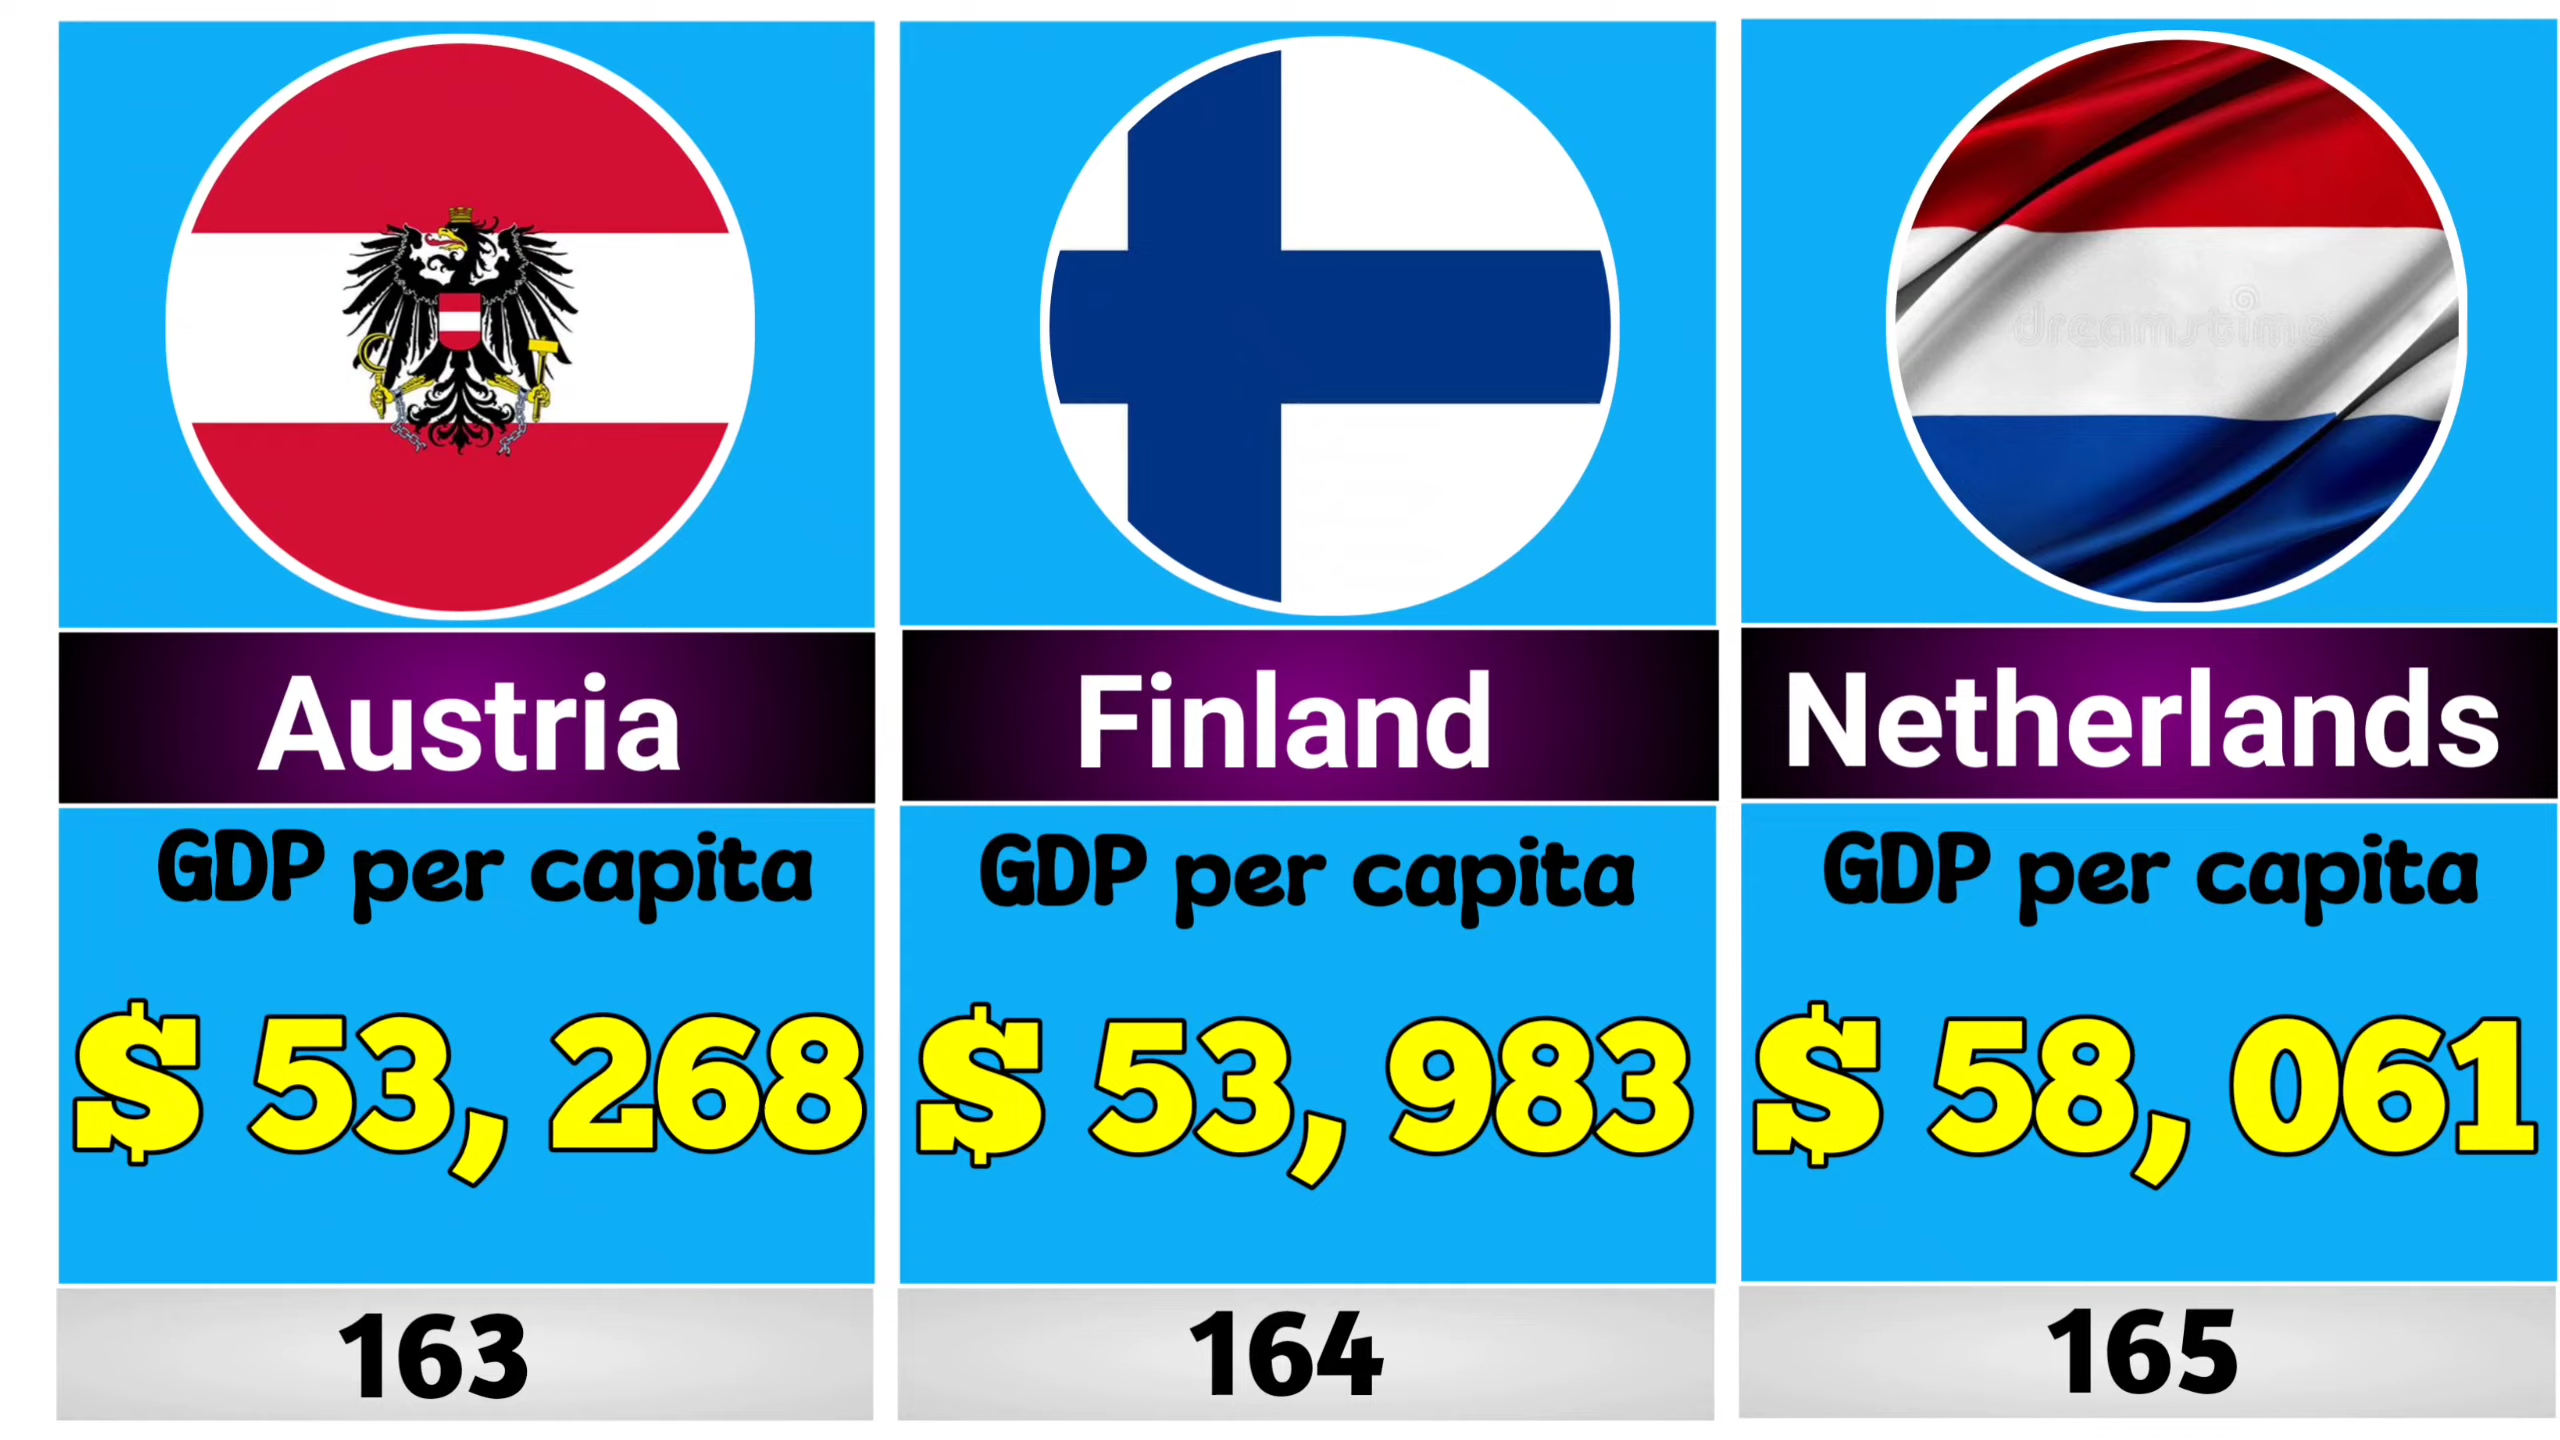 dreamstime
Austria
Finland
Netherlands
GDP per capita
GDP per capita
GDP per capita
$ 53, 268
$ 53, 983
$ 58, 061
163
164
165